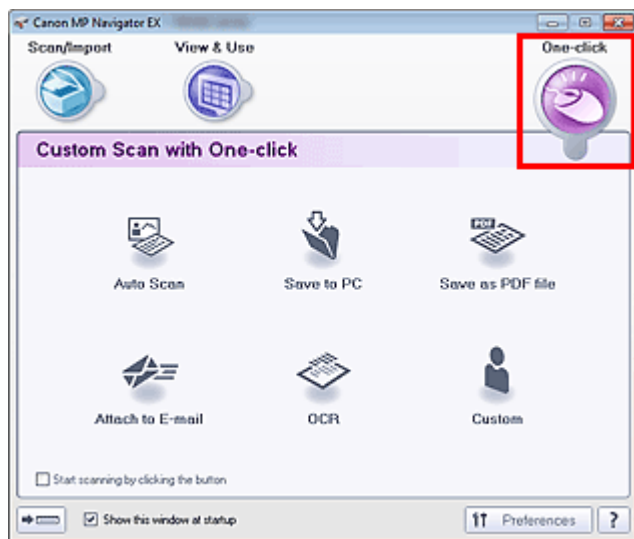 Canon MP Navigator EX
Scan/Import View & Use One-click
Custom Scan with One-click
PDF
Auto Scan Save to PC Save as PDF file
Attach to E-mail OCR Custom
Start scanning by clicking the button
Show this window at startup Preferences ?